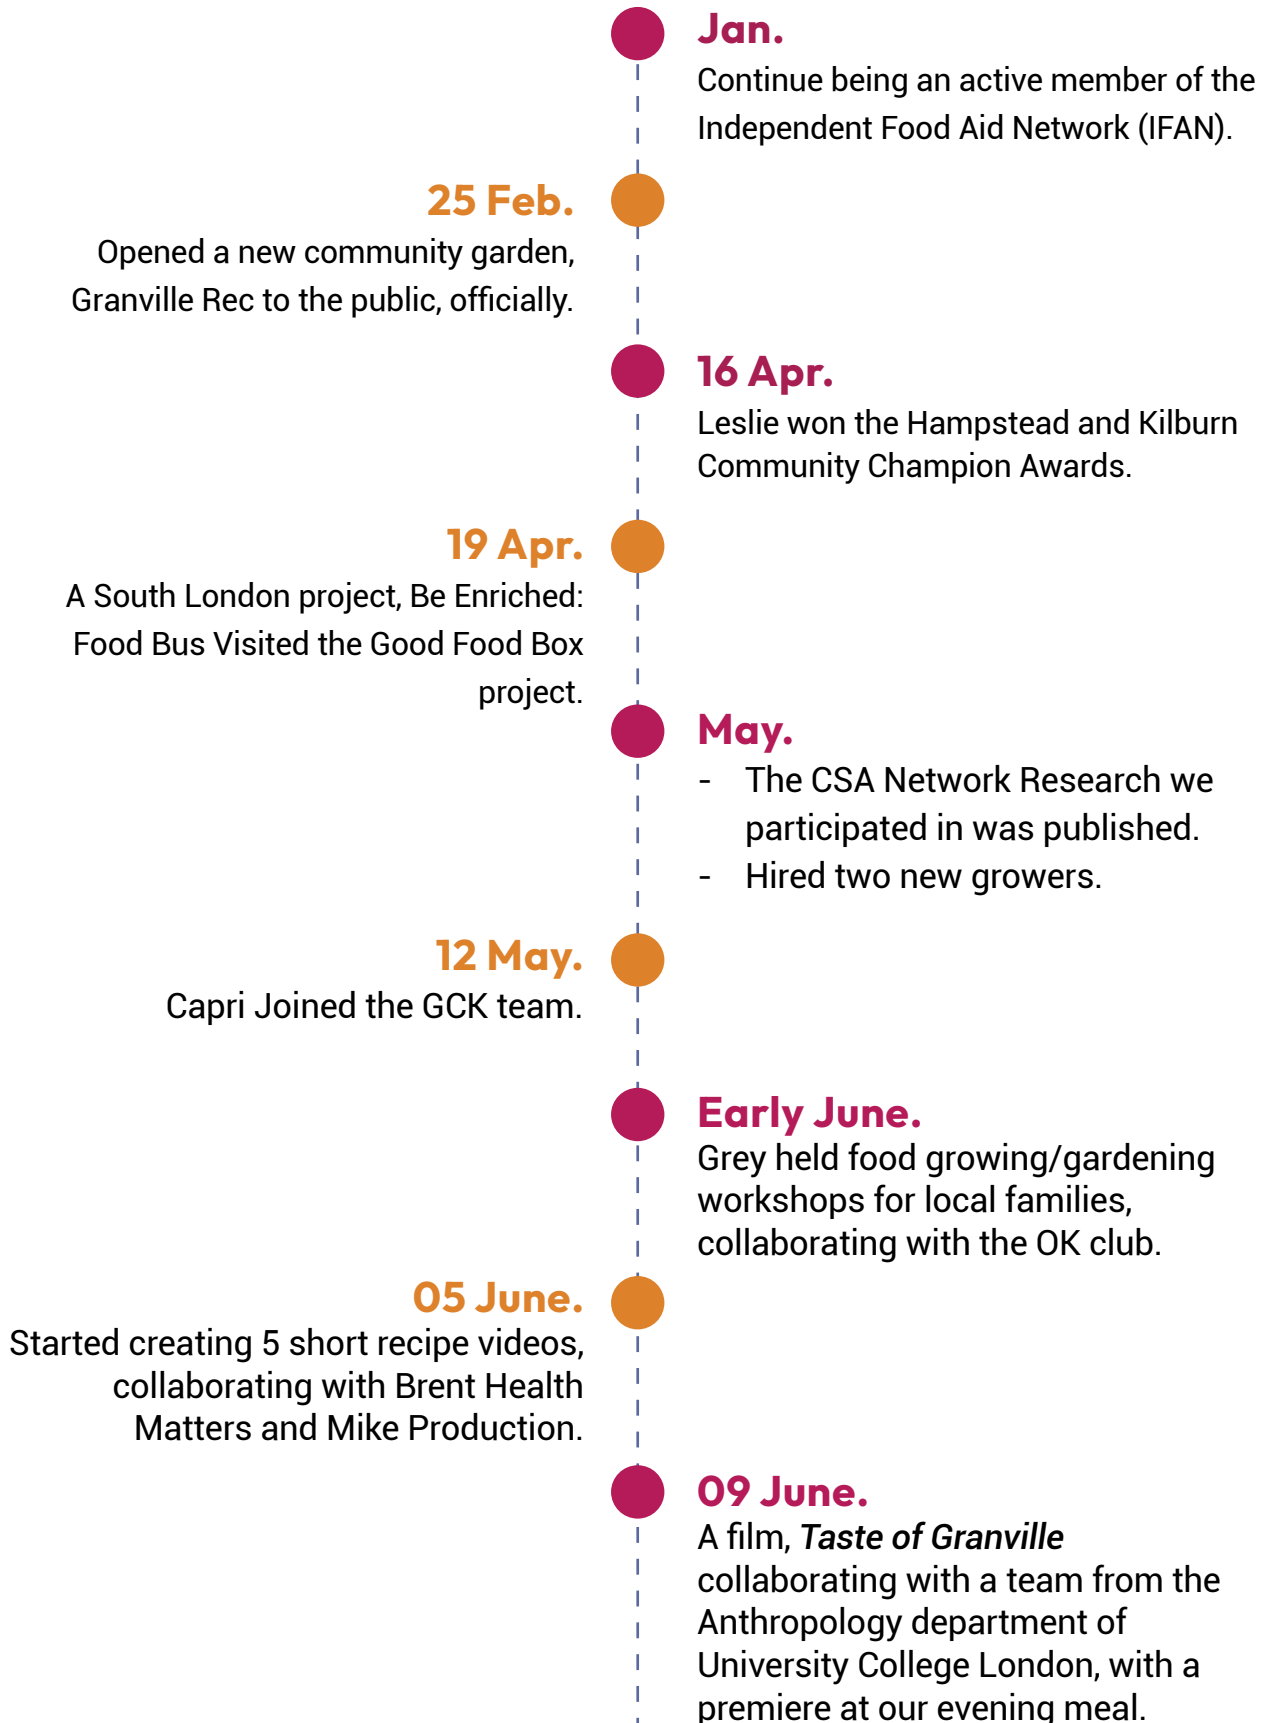 Jan.
Continue being an active member of the
Independent Food Aid Network (IFAN).
25 Feb.
Opened a new community garden,
Granville Rec to the public, officially.
16 Apr.
Leslie won the Hampstead and Kilburn
Community Champion Awards.
19 Apr.
A South London project, Be Enriched:
Food Bus Visited the Good Food Box
project.
May.
- The CSA Network Research we
participated in was published.
- Hired two new growers.
12 May.
Capri Joined the GCK team.
Early June.
Grey held food growing/gardening
workshops for local families,
collaborating with the OK club.
05 June.
Started creating 5 short recipe videos,
collaborating with Brent Health
Matters and Mike Production.
09 June.
A film, Taste of Granville
collaborating with a team from the
Anthropology department of
University College London, with a
premiere at our evening meal.